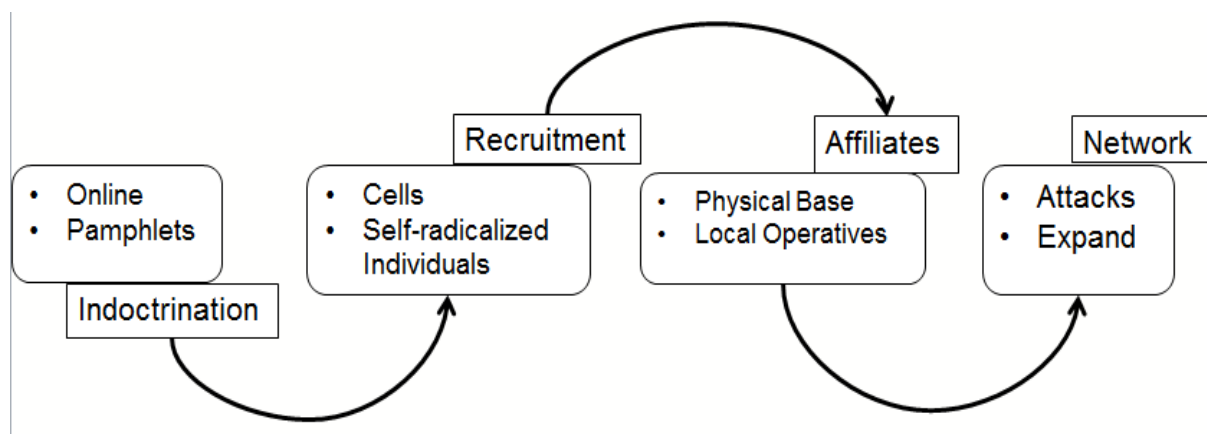 • Online
• Pamphlets
Indoctrination
Recruitment
• Cells
• Self-radicalized
Individuals
Affiliates
• Physical Base
• Local Operatives
Network
• Attacks
• Expand